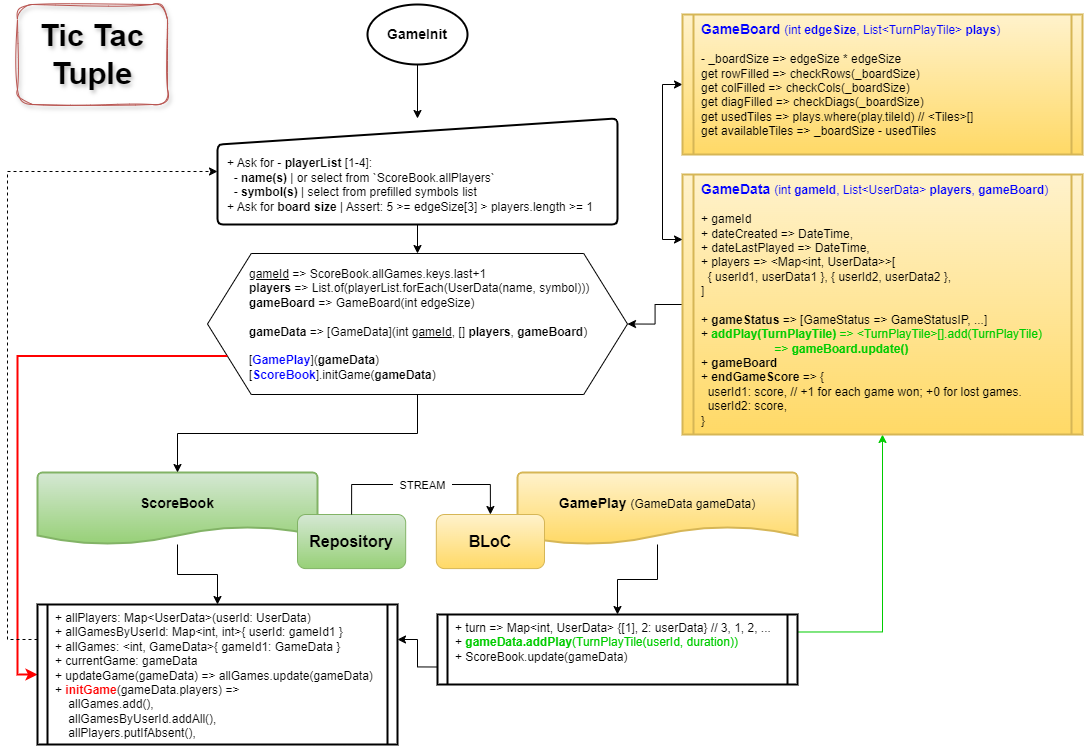 Tic Tac
Tuple
GameInit
GameBoard (int edgeSize, List<TurnPlayTile> plays)
- _boardSize => edgeSize * edgeSize
get rowFilled => checkRows(_boardSize)
get colFilled => checkCols(_boardSize)
get diagFilled => checkDiags(_boardSize)
get usedTiles => plays.where(play.tileId) // <Tiles>[]
get availableTiles => _boardSize - usedTiles
+ Ask for - playerList [1-4]:
- name(s) | or select from `ScoreBook.allPlayers`
- symbol(s) | select from prefilled symbols list
+ Ask for board size | Assert: 5 >= edgeSize[3] > players.length >= 1
GameData (int gameId, List<UserData> players, gameBoard)
+ gameId
+ dateCreated => DateTime,
+ dateLastPlayed => DateTime,
+ players => <Map<int, UserData>>[
{ userId1, userData1 }, { userId2, userData2 },
]
+ gameStatus => [GameStatus => GameStatusIP, ...]
+ addPlay(TurnPlayTile) => <TurnPlayTile>[].add(TurnPlayTile)
=> gameBoard.update()
+ gameBoard
+ endGameScore => {
userId1: score, // +1 for each game won; +0 for lost games.
userId2: score,
}
gameId => ScoreBook.allGames.keys.last+1
players => List.of(playerList.forEach(UserData(name, symbol)))
gameBoard => GameBoard(int edgeSize)
gameData => [GameData](int gameId, [] players, gameBoard)
[GamePlay](gameData)
[ScoreBook].initGame(gameData)
ScoreBook
Repository
STREAM
BLoC
GamePlay (GameData gameData)
+ allPlayers: Map<UserData>(userId: UserData)
+ allGamesByUserId: Map<int, int>{ userId: gameId1 }
+ allGames: <int, GameData>{ gameId1: GameData }
+ currentGame: gameData
+ updateGame(gameData) => allGames.update(gameData)
+ initGame(gameData.players) =>
allGames.add(),
allGamesByUserId.addAll(),
allPlayers.putIfAbsent(),
+ turn => Map<int, UserData> {[1], 2: userData} // 3, 1, 2, ...
+ gameData.addPlay(TurnPlayTile(userId, duration))
+ ScoreBook.update(gameData)